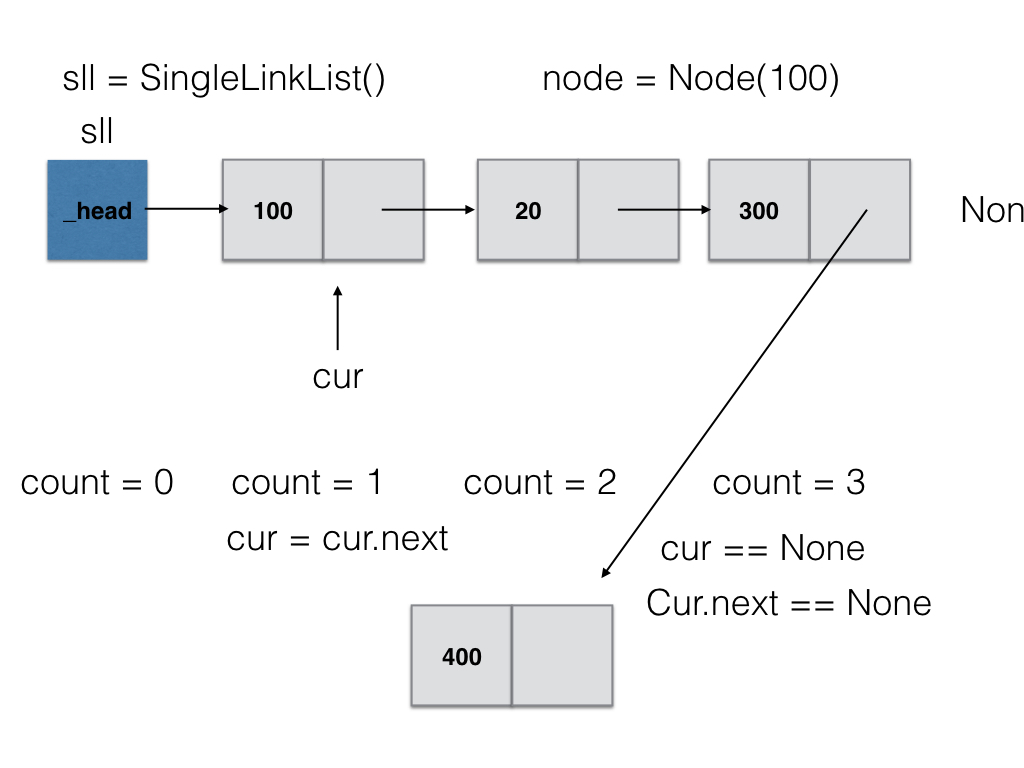 sll = SingleLinkList()
node = Node(100)
sll
_head
100
20
300
Non
cur
count = 0
count = 1
count = 2
count = 3
cur = cur.next
cur == None
Cur.next == None
400